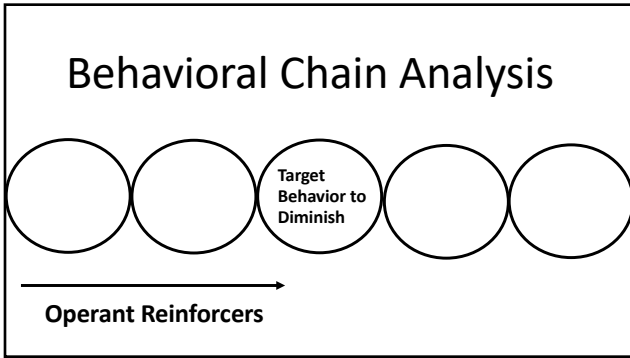 Behavioral Chain Analysis
Target
Behavior to
Diminish
Operant Reinforcers